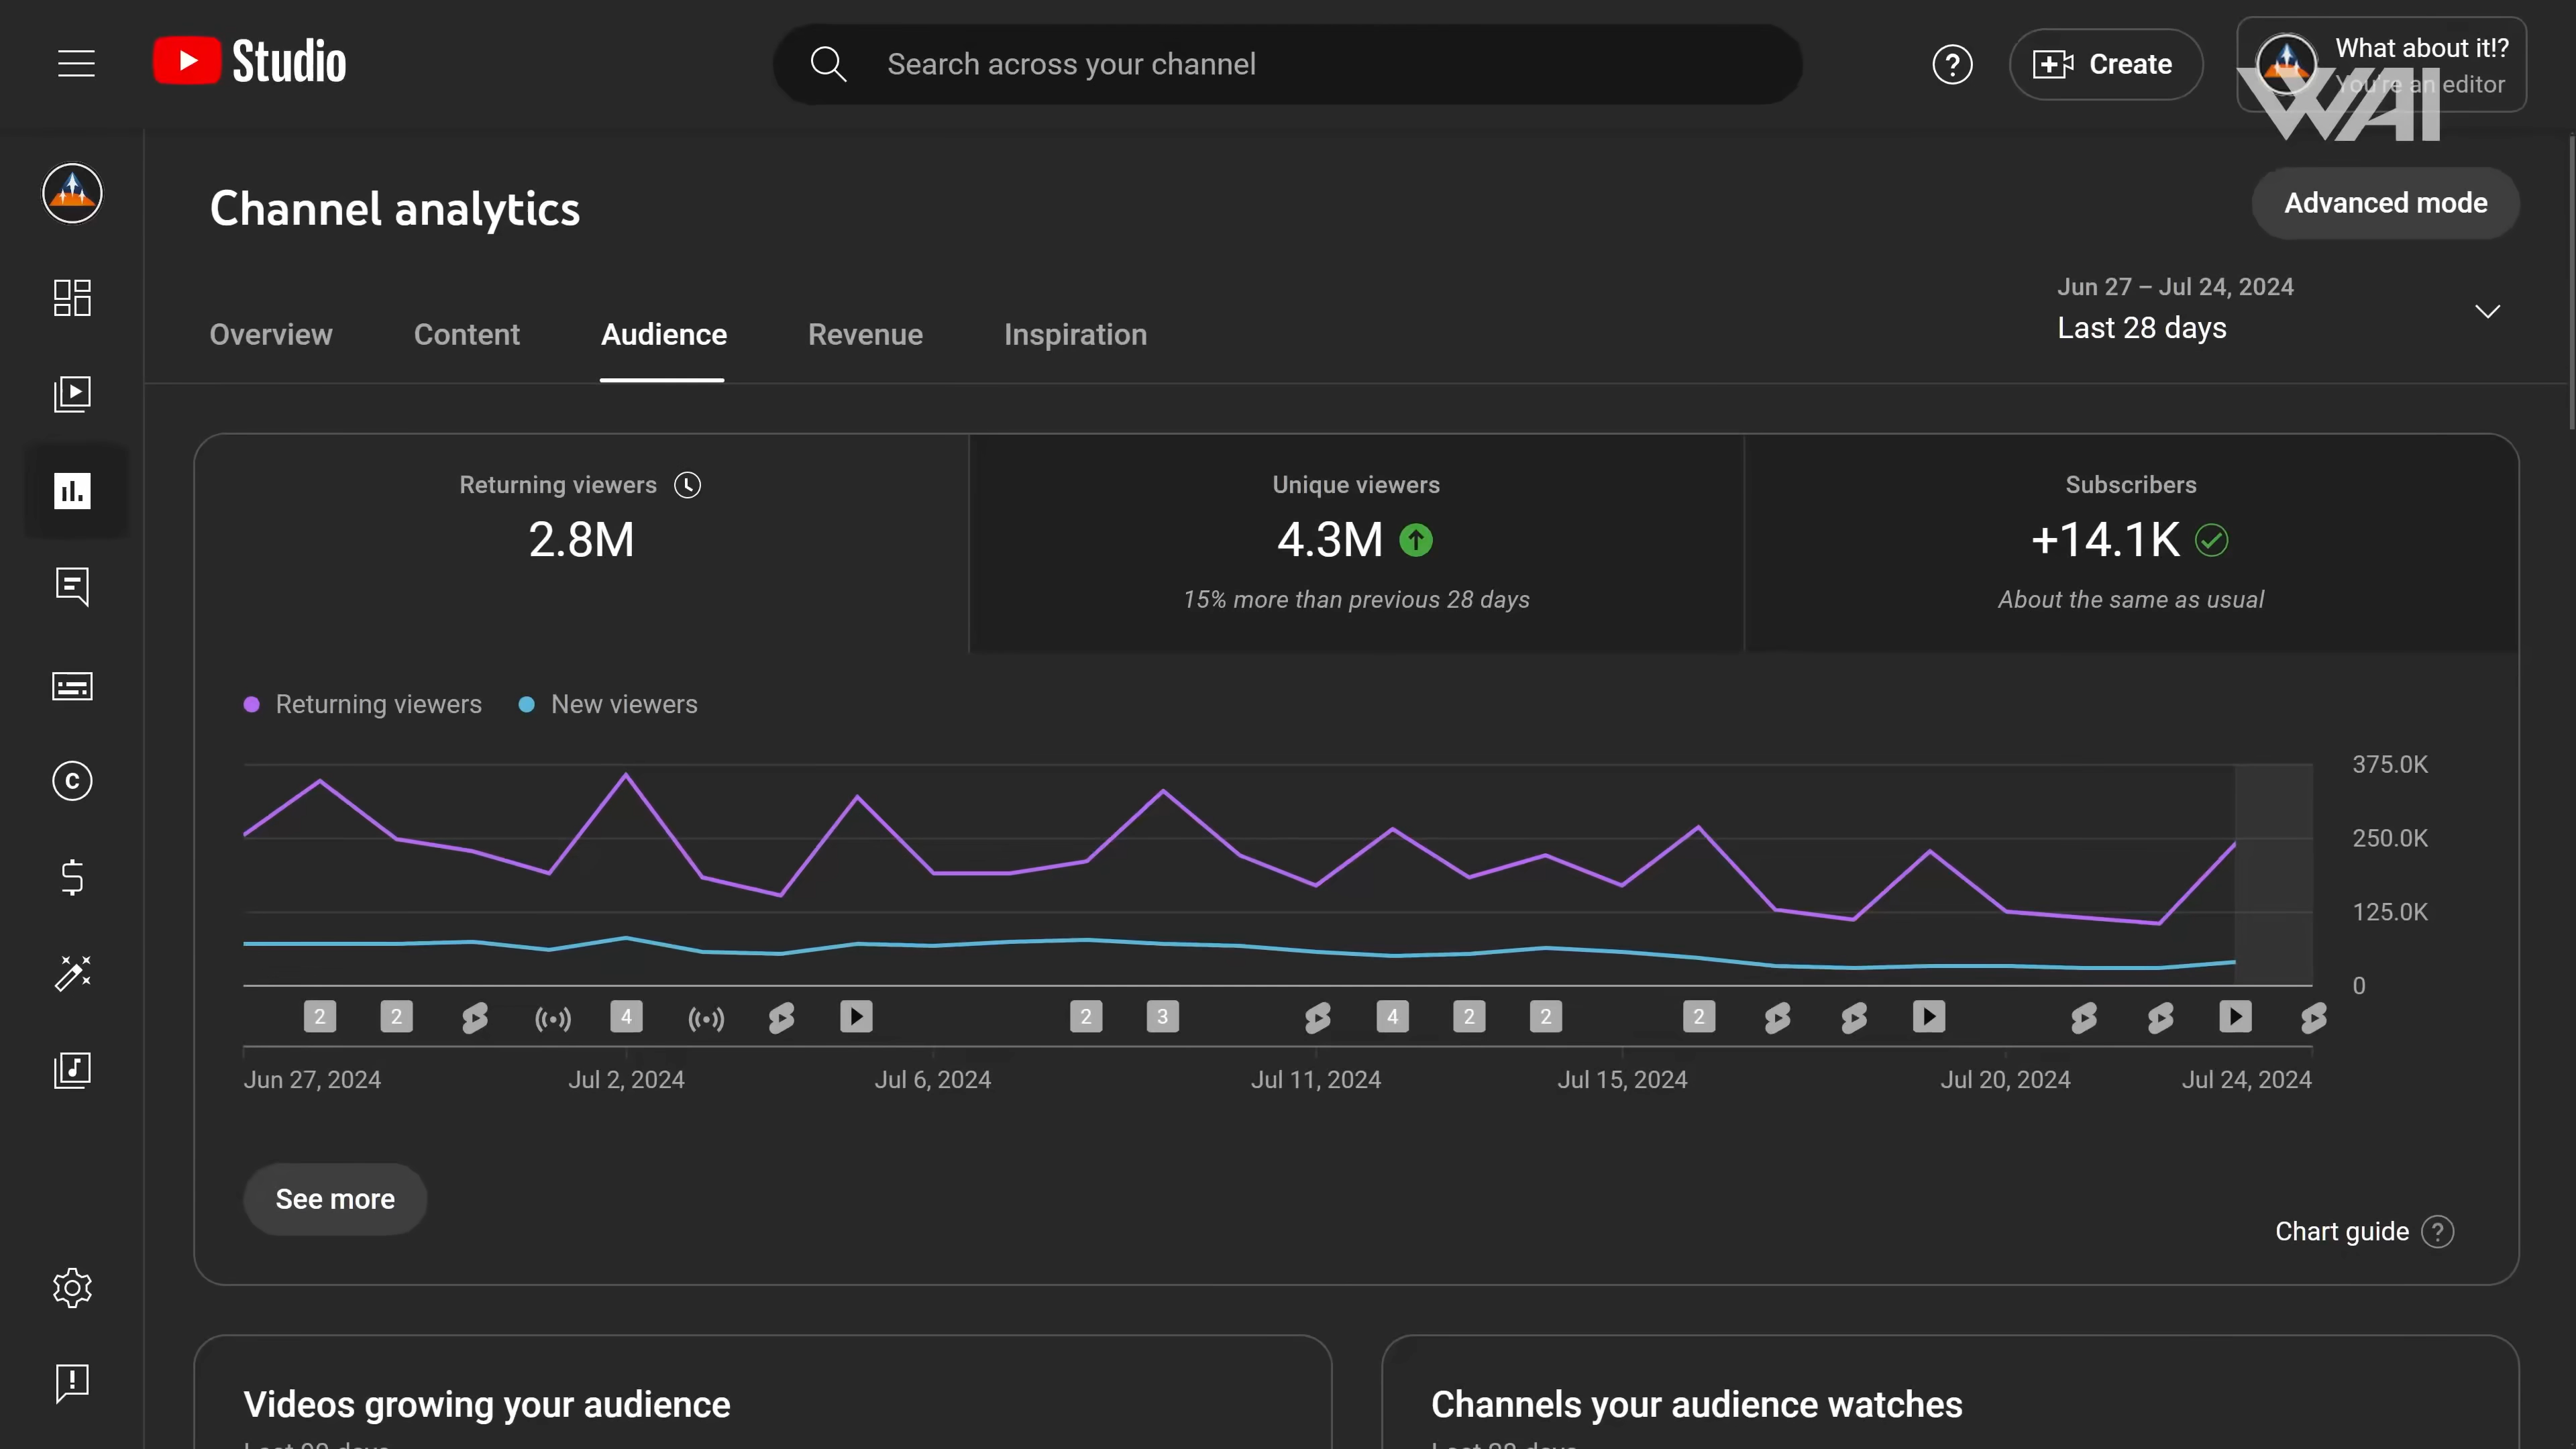 Studio
Search across your channel
Create
What about it!?
You're an editor
WAI
Channel analytics
Advanced mode
Jun 27 – Jul 24, 2024
Last 28 days
Overview
Content
Audience
Revenue
Inspiration
Returning viewers
2.8M
Unique viewers
4.3M
15% more than previous 28 days
Subscribers
+14.1K
About the same as usual
Returning viewers
New viewers
375.0K
250.0K
125.0K
0
2 2 4 2 3 4 2 2 2
Jun 27, 2024
Jul 2, 2024
Jul 6, 2024
Jul 11, 2024
Jul 15, 2024
Jul 20, 2024
Jul 24, 2024
See more
Chart guide
Videos growing your audience
Channels your audience watches